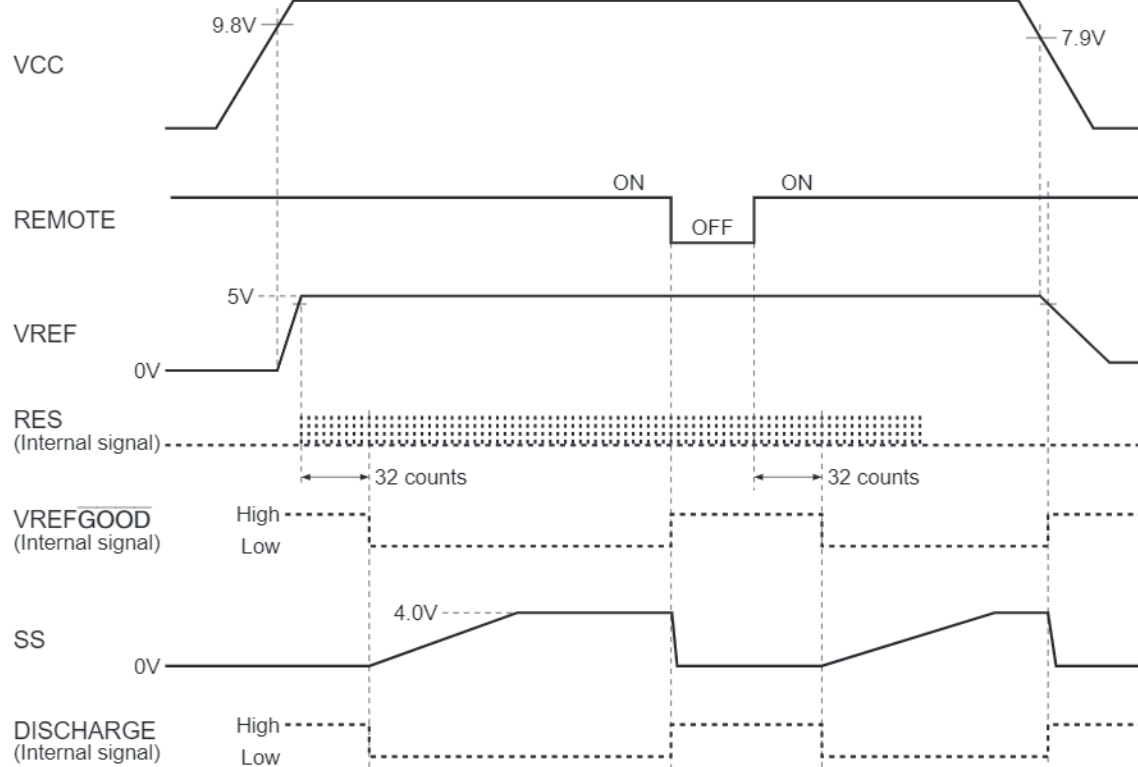 9.8V
7.9V
VCC
ON
ON
REMOTE
OFF
5V
VREF
0V
RES
(Internal signal)
32 counts
32 counts
VREFGOOD
High
(Internal signal)
Low
4.0V
SS
0V
DISCHARGE
High
(Internal signal)
Low